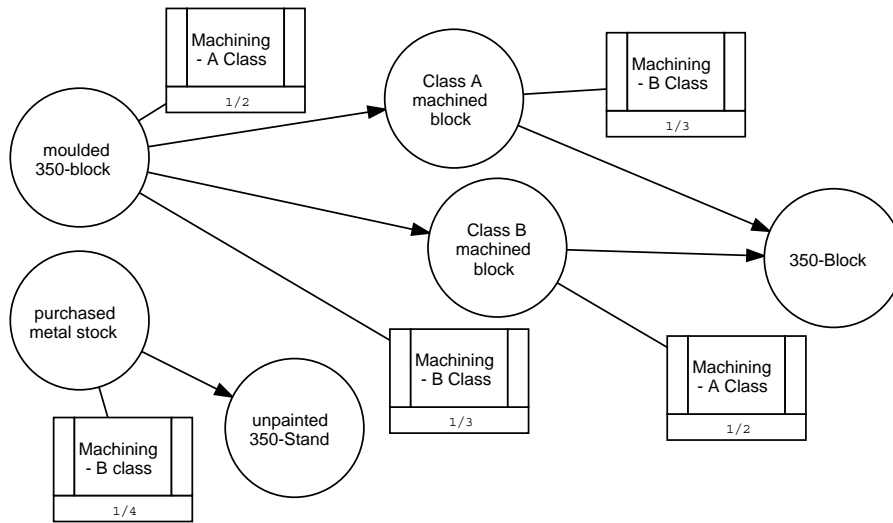 Machining
- A Class
1/2
Class A
machined
block
Machining
- B Class
1/3
moulded
350-block
Class B
machined
block
350-Block
purchased
metal stock
Machining
- B Class
1/3
Machining
- A Class
1/2
unpainted
350-Stand
Machining
- B class
1/4